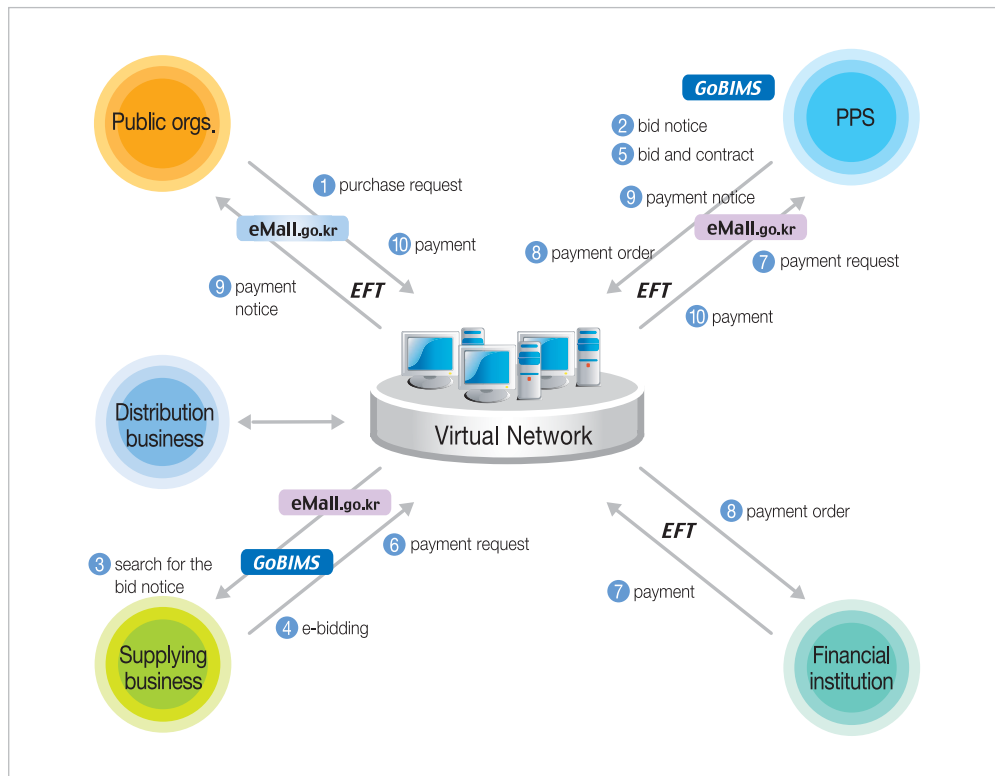 Public orgs.
GoBIMS
PPS
2 bid notice
5 bid and contract
1 purchase request
9 payment notice
eMall.go.kr
eMall.go.kr
10 payment
8 payment order
7 payment request
9 payment
notice
EFT
EFT
10 payment
Distribution
business
Virtual Network
eMall.go.kr
8 payment order
EFT
6 payment request
3 search for the
bid notice
GoBIMS
7 payment
4 e-bidding
Supplying
business
Financial
institution